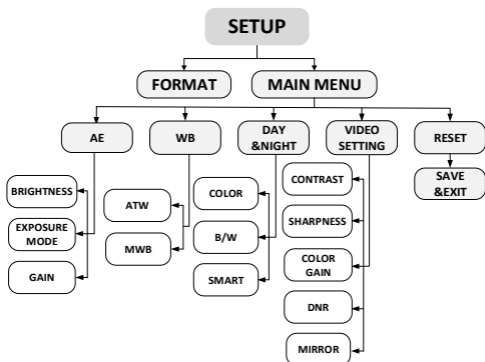 SETUP
FORMAT
MAIN MENU
AE
WB
DAY
&NIGHT
VIDEO
SETTING
RESET
BRIGHTNESS
EXPOSURE
MODE
GAIN
ATW
MWB
COLOR
B/W
SMART
CONTRAST
SHARPNESS
COLOR
GAIN
DNR
MIRROR
SAVE
&EXIT